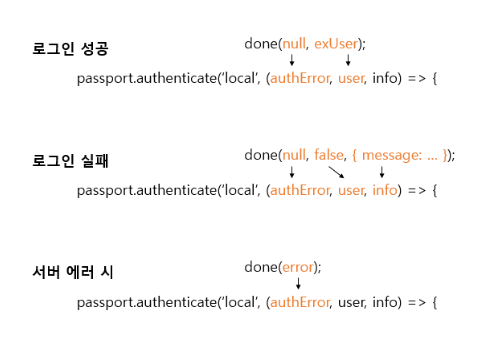 로그인 성공
done(null, exUser);
passport.authenticate(‘local’, (authError, user, info) => {
로그인 실패
done(null, false, { message: ... });
passport.authenticate(‘local’, (authError, user, info) => {
서버 에러 시
done(error);
passport.authenticate(‘local’, (authError, user, info) => {